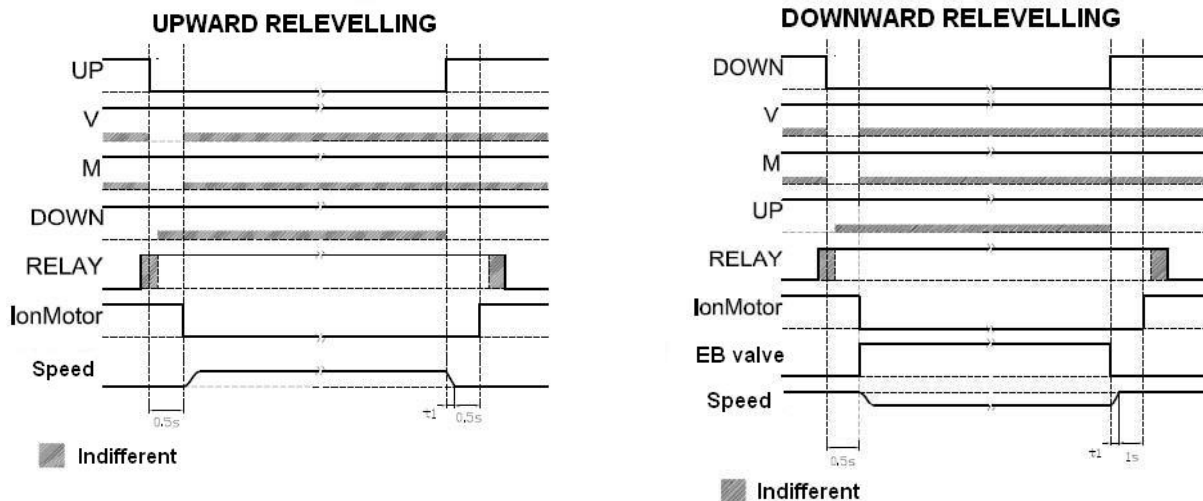 UPWARD RELEVELLING
UP
V
M
DOWN
RELAY
IonMotor
Speed
0.5s
t1
0.5s
Indifferent
DOWNWARD RELEVELLING
DOWN
V
M
UP
RELAY
IonMotor
EB valve
Speed
0.5s
t1
1s
Indifferent